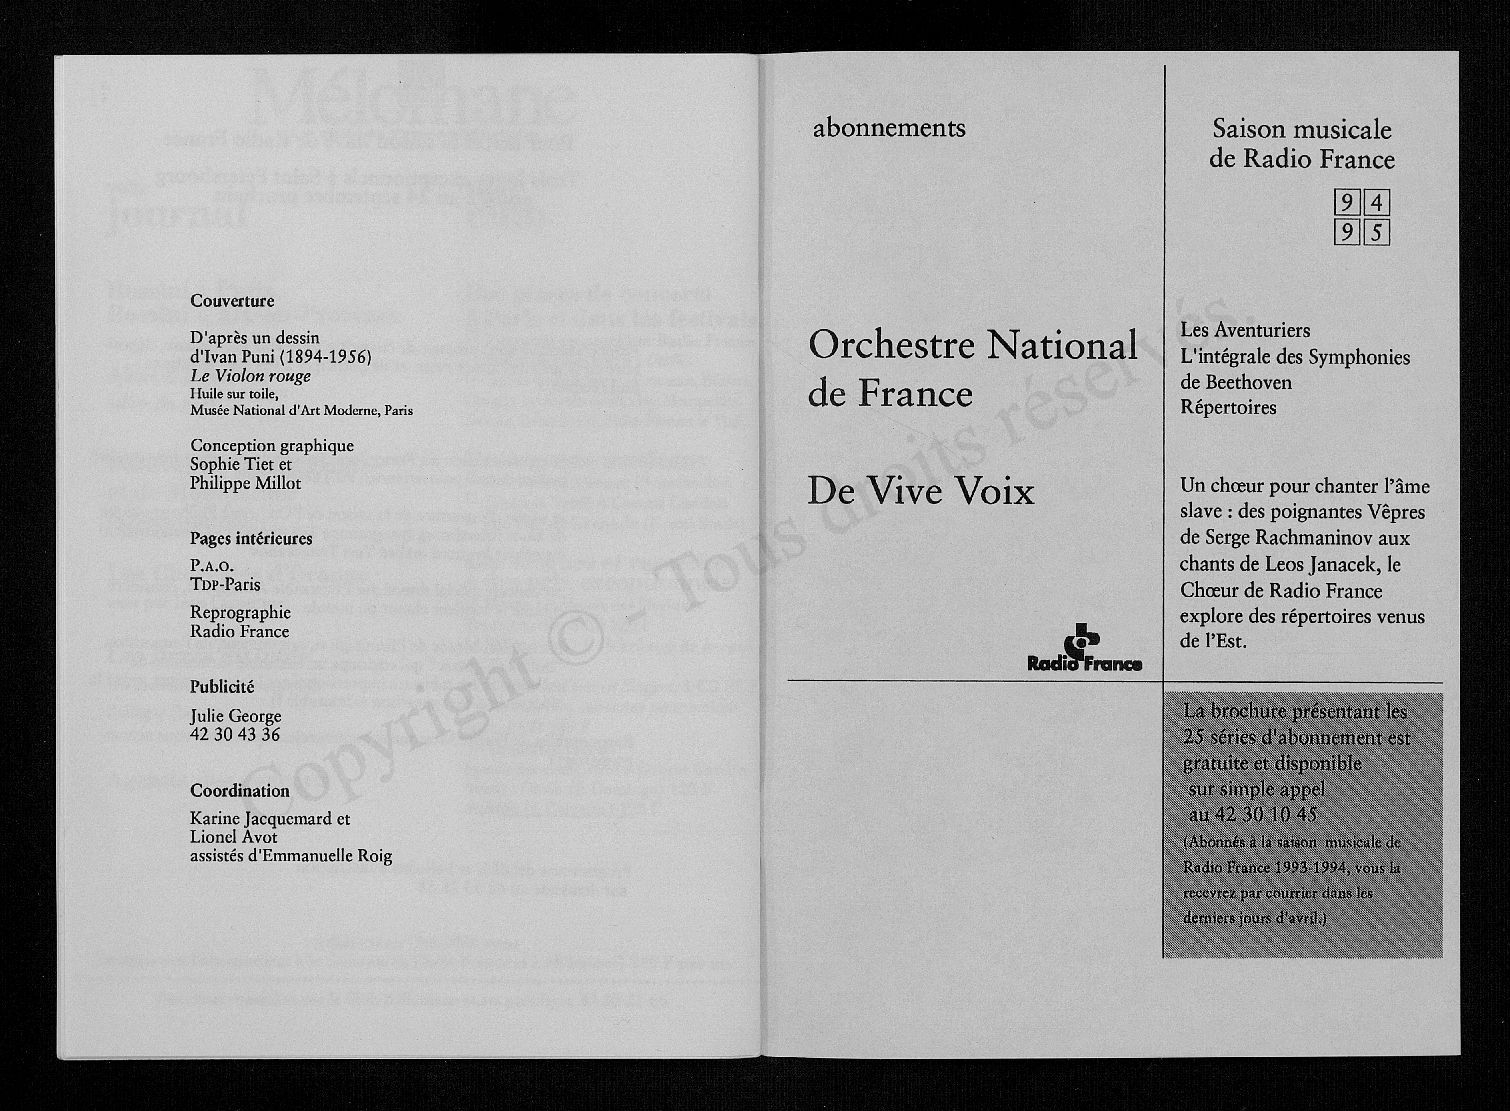 Couverture
D'après un dessin
d'Ivan Puni (1894-1956)
Le Violon rouge
Huile sur toile,
Musée National d'Art Moderne, Paris
Conception graphique
Sophie Tiet et
Philippe Millot
Pages intérieures
P.A.O.
TDP-Paris
Reprographie
Radio France
Publicité
Julie George
42 30 43 36
Coordination
Karine Jacquemard et
Lionel Avot
assistés d'Emmanuelle Roig
abonnements
Orchestre National
de France
De Vive Voix
Radio France
Saison musicale
de Radio France
94
95
Les Aventuriers
L'intégrale des Symphonies
de Beethoven
Répertoires
Un chœur pour chanter l'âme
slave : des poignantes Vêpres
de Serge Rachmaninov aux
chants de Leos Janacek, le
Chœur de Radio France
explore des répertoires venus
de l'Est.
La brochure présentant les
25 séries d'abonnement est
gratuite et disponible
sur simple appel
au 42 30 10 45
(Abonnés à la saison musicale de
Radio France 1993-1994, vous la
recevrez par courrier dans les
derniers jours d'avril.)
Copyright © - Tous droits réservés.